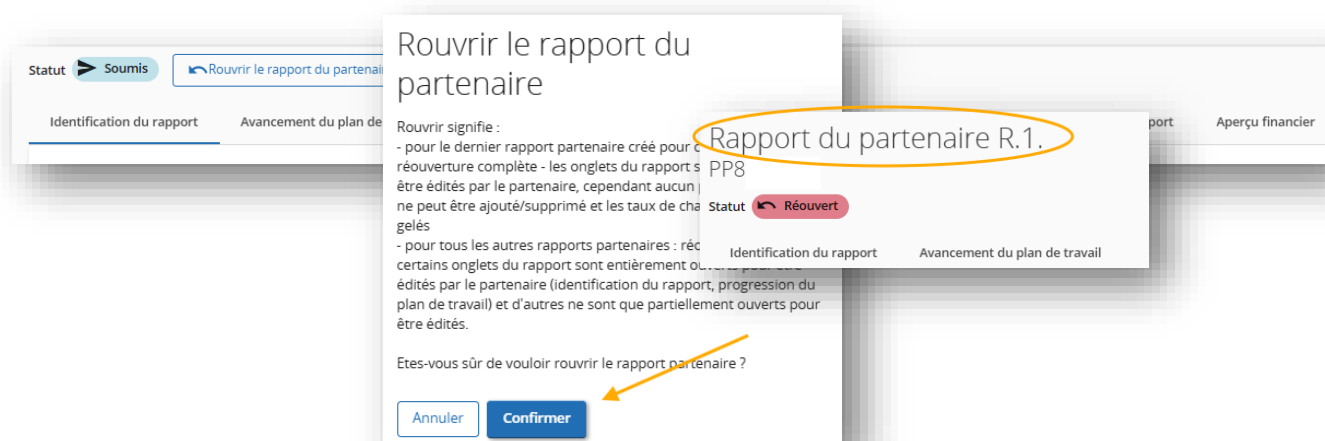 Statut Soumis Rouvrir le rapport du
Identification du rapport Avancement du plan de
Rouvrir le rapport du
partenaire
Rouvrir signifie :
- pour le dernier rapport partenaire créé pour
réouverture complète - les onglets du rapport
être édités par le partenaire, cependant aucun
ne peut être ajouté/supprimé et les taux de
gelés
- pour tous les autres rapports partenaires :
certains onglets du rapport sont entièrement ouverts pour être
édités par le partenaire (identification du rapport, progression du
plan de travail) et d'autres ne sont que partiellement ouverts pour
être édités.
Etes-vous sûr de vouloir rouvrir le rapport partenaire ?
Annuler Confirmer
Rapport du partenaire R.1.
PP8
Statut Réouvert
Identification du rapport Avancement du plan de travail
Aperçu financier